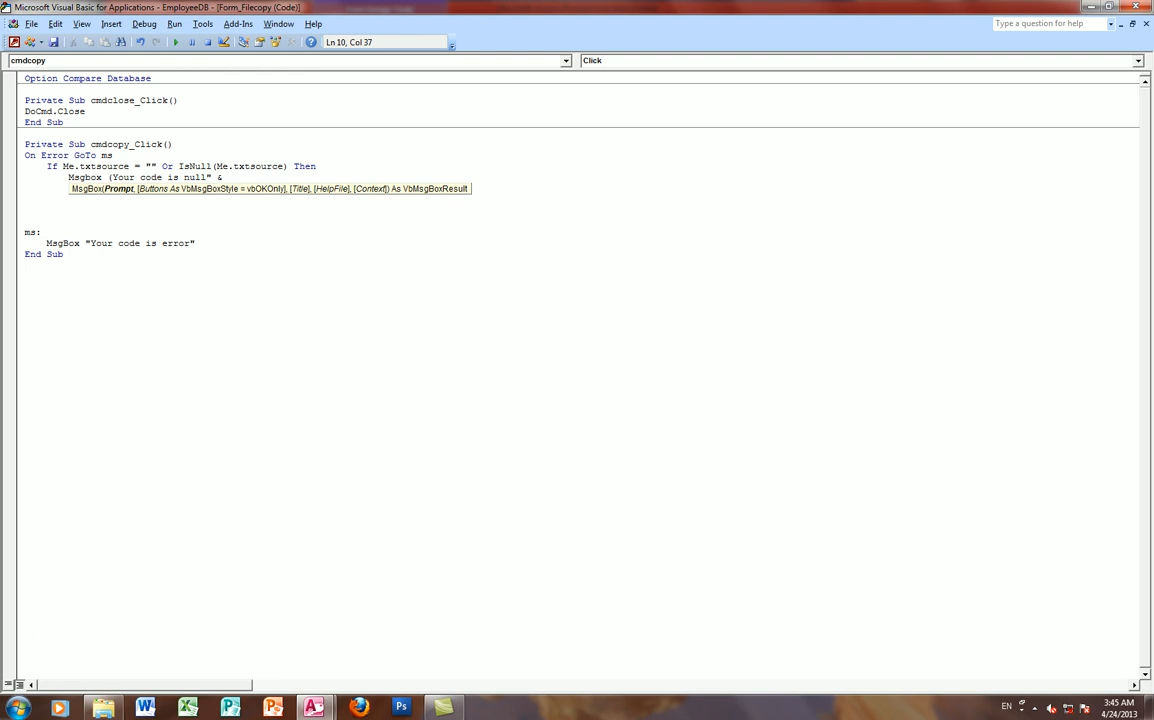 Microsoft Visual Basic for Applications - EmployeeDB - [Form_Filecopy (Code)]
File Edit View Insert Debug Run Tools Add-Ins Window Help
Type a question for help
Ln 10, Col 37
cmdcopy
Click
Option Compare Database
Private Sub cmdclose_Click()
DoCmd.Close
End Sub
Private Sub cmdcopy_Click()
On Error GoTo ms
If Me.txtsource = "" Or IsNull(Me.txtsource) Then
Msgbox (Your code is null" &
MsgBox(Prompt, [Buttons As VbMsgBoxStyle = vbOKOnly], [Title], [HelpFile], [Context]) As VbMsgBoxResult
ms:
MsgBox "Your code is error"
End Sub
EN
3:45 AM
4/24/2013